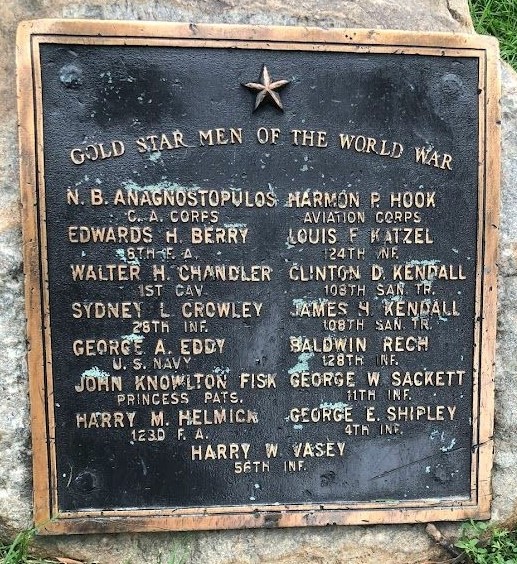 GOLD STAR MEN OF THE WORLD WAR
N. B. ANAGNOSTOPULOS
C. A. CORPS
EDWARDS H. BERRY
8TH F. A.
WALTER H. CHANDLER
1ST CAV.
SYDNEY L. CROWLEY
28TH INF.
GEORGE A. EDDY
U. S. NAVY
JOHN KNOWLTON FISK
PRINCESS PATS.
HARRY M. HELMICK
123D F. A.
HARMON P. HOOK
AVIATION CORPS
LOUIS F. KATZEL
124TH INF.
CLINTON D. KENDALL
108TH SAN. TR.
JAMES H. KENDALL
108TH SAN. TR.
BALDWIN RECH
128TH INF.
GEORGE W. SACKETT
11TH INF.
GEORGE E. SHIPLEY
4TH INF.
HARRY W. VASEY
56TH INF.